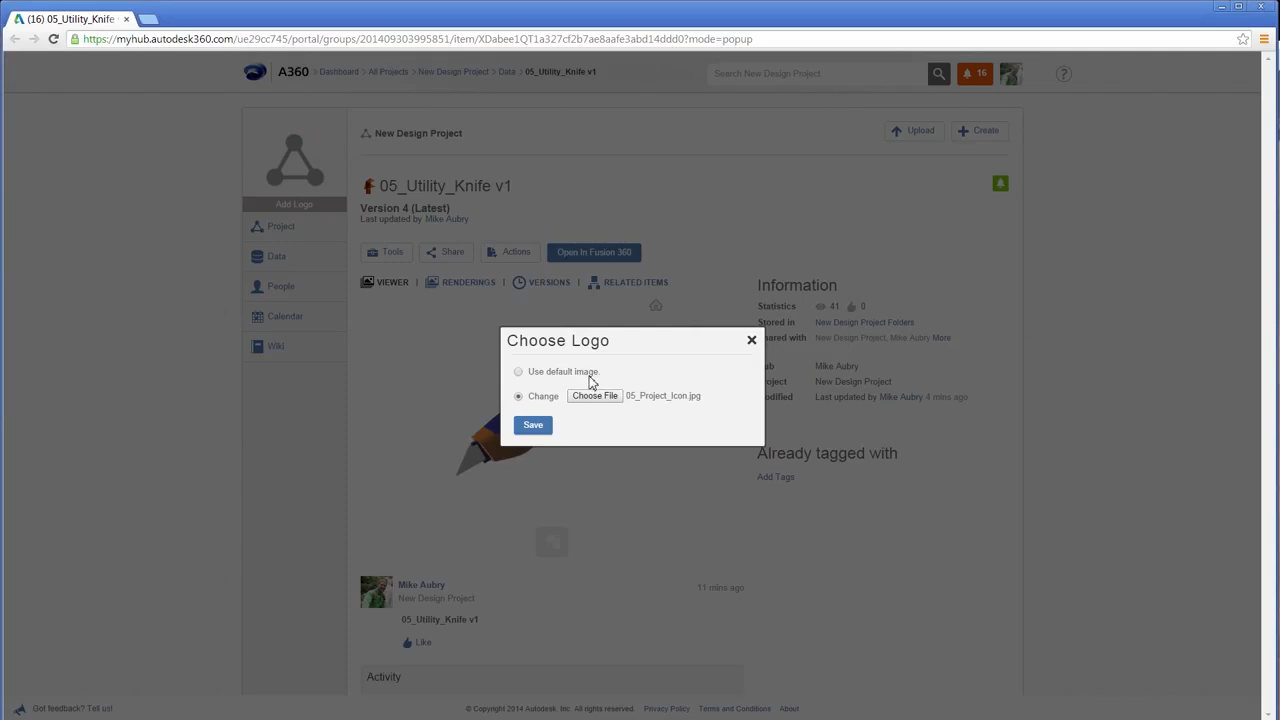 (16) 05_Utility_Knife
https://myhub.autodesk360.com/ue29cc745/portal/groups/201409303995851/item/XDabee1QT1a327cf2b7ae8aafe3abd14ddd0?mode=popup
A360 Dashboard All Projects New Design Project Data 05_Utility_Knife v1
Search New Design Project
16
?
New Design Project
Upload
Create
Add Logo
Project
Data
People
Calendar
Wiki
05_Utility_Knife v1
Version 4 (Latest)
Last updated by Mike Aubry
Tools
Share
Actions
Open In Fusion 360
VIEWER | RENDERINGS | VERSIONS | RELATED ITEMS
Information
Statistics 41 0
Stored in New Design Project Folders
hared with New Design Project, Mike Aubry More
ub Mike Aubry
oject New Design Project
odified Last updated by Mike Aubry 4 mins ago
Already tagged with
Add Tags
Choose Logo
Use default image.
Change Choose File 05_Project_Icon.jpg
Save
Mike Aubry 11 mins ago
New Design Project
05_Utility_Knife v1
Like
Activity
Got feedback? Tell us!
© Copyright 2014 Autodesk, Inc. All rights reserved. Privacy Policy Terms and Conditions About